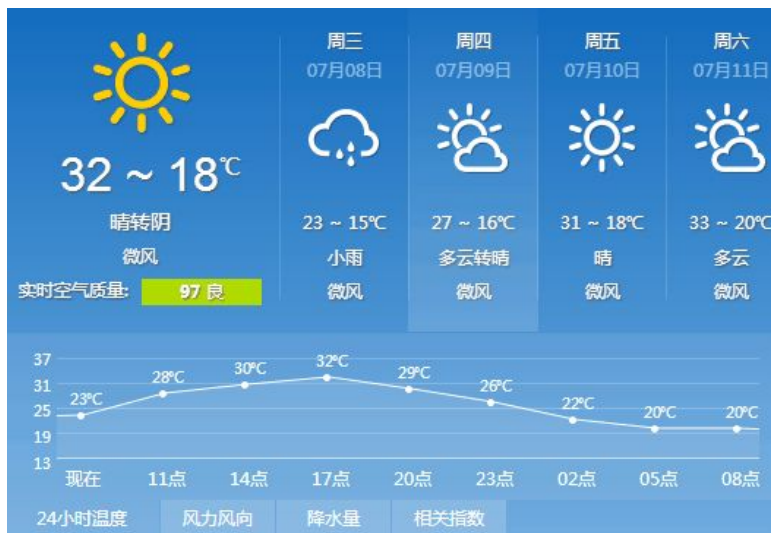 32 ~ 18℃
晴转阴
微风
实时空气质量: 97 良
周三
07月08日
23 ~ 15℃
小雨
微风
周四
07月09日
27 ~ 16℃
多云转晴
微风
周五
07月10日
31 ~ 18℃
晴
微风
周六
07月11日
33 ~ 20℃
多云
微风
37
31
25
19
13
23℃ 28℃ 30℃ 32℃ 29℃ 26℃ 22℃ 20℃ 20℃
现在 11点 14点 17点 20点 23点 02点 05点 08点
24小时温度 风力风向 降水量 相关指数